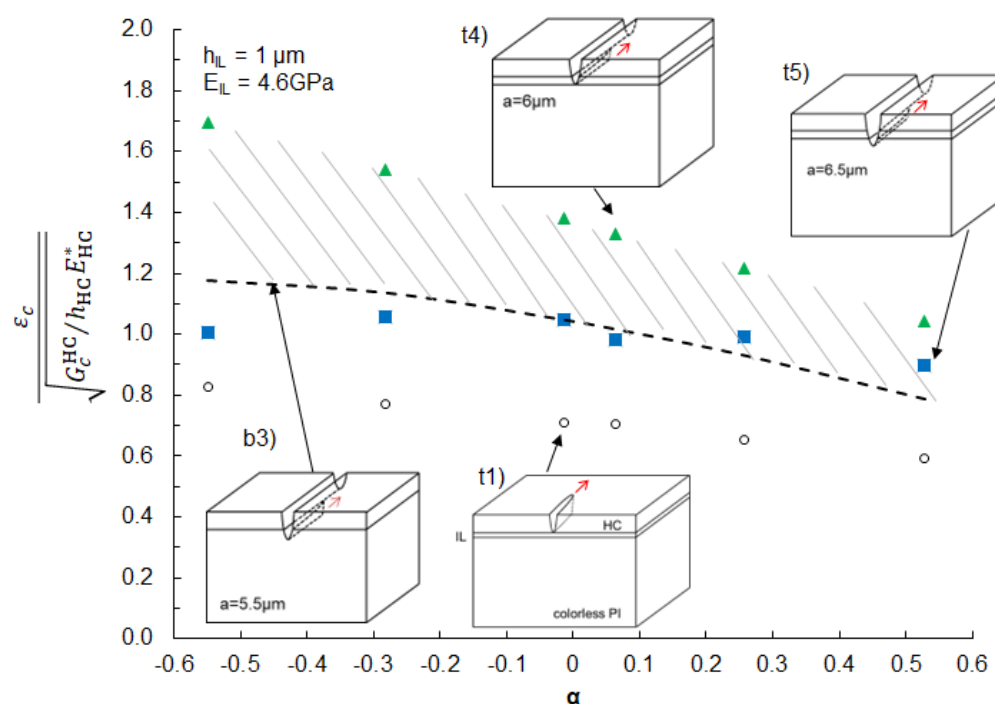 2.0
1.8
1.6
1.4
1.2
1.0
0.8
0.6
0.4
0.2
0.0
ε_c
√(G_c^HC/h_HC E*_HC)
h_IL = 1 µm
E_IL = 4.6GPa
t4)
a=6µm
t5)
a=6.5µm
b3)
a=5.5µm
t1)
HC
IL
colorless PI
-0.6 -0.5 -0.4 -0.3 -0.2 -0.1 0 0.1 0.2 0.3 0.4 0.5 0.6
α